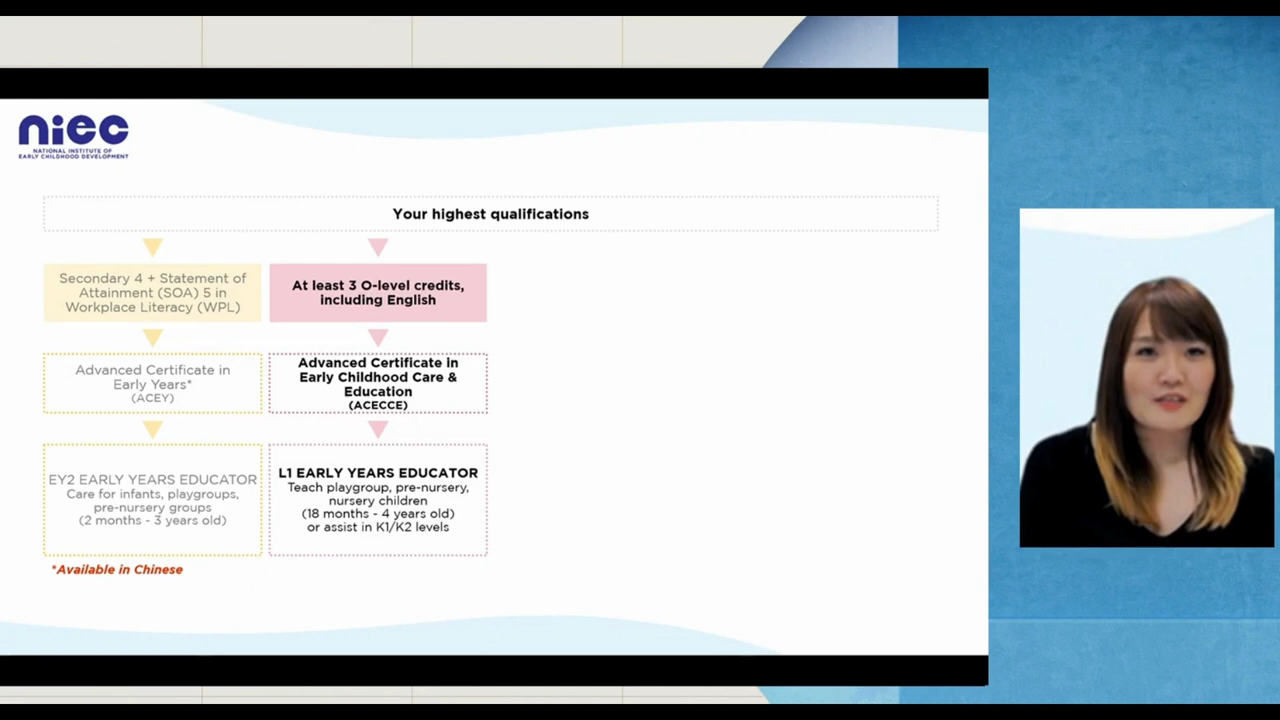 niec
NATIONAL INSTITUTE OF
EARLY CHILDHOOD DEVELOPMENT
Your highest qualifications
Secondary 4 + Statement of
Attainment (SOA) 5 in
Workplace Literacy (WPL)
At least 3 O-level credits,
including English
Advanced Certificate in
Early Years*
(ACEY)
Advanced Certificate in
Early Childhood Care &
Education
(ACECCE)
EY2 EARLY YEARS EDUCATOR
Care for infants, playgroups,
pre-nursery groups
(2 months - 3 years old)
L1 EARLY YEARS EDUCATOR
Teach playgroup, pre-nursery,
nursery children
(18 months - 4 years old)
or assist in K1/K2 levels
*Available in Chinese